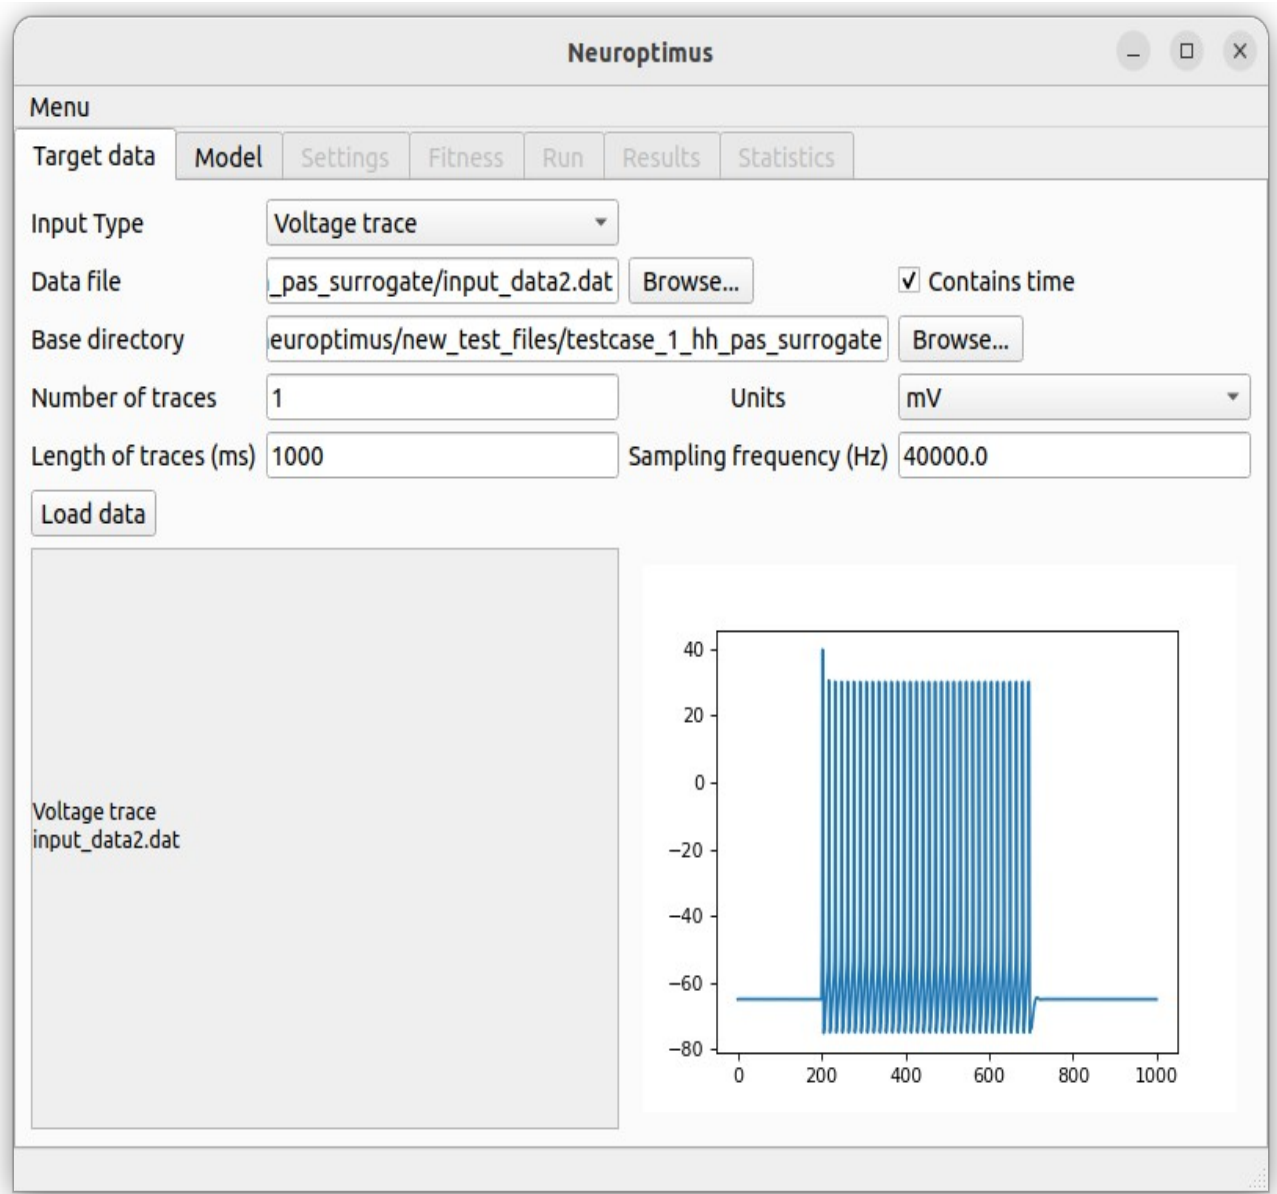 Neuroptimus
Menu
Target data Model Settings Fitness Run Results Statistics
Input Type Voltage trace
Data file _pas_surrogate/input_data2.dat Browse... Contains time
Base directory europtimus/new_test_files/testcase_1_hh_pas_surrogate Browse...
Number of traces 1 Units mV
Length of traces (ms) 1000 Sampling frequency (Hz) 40000.0
Load data
Voltage trace
input_data2.dat
40
20
0
−20
−40
−60
−80
0 200 400 600 800 1000